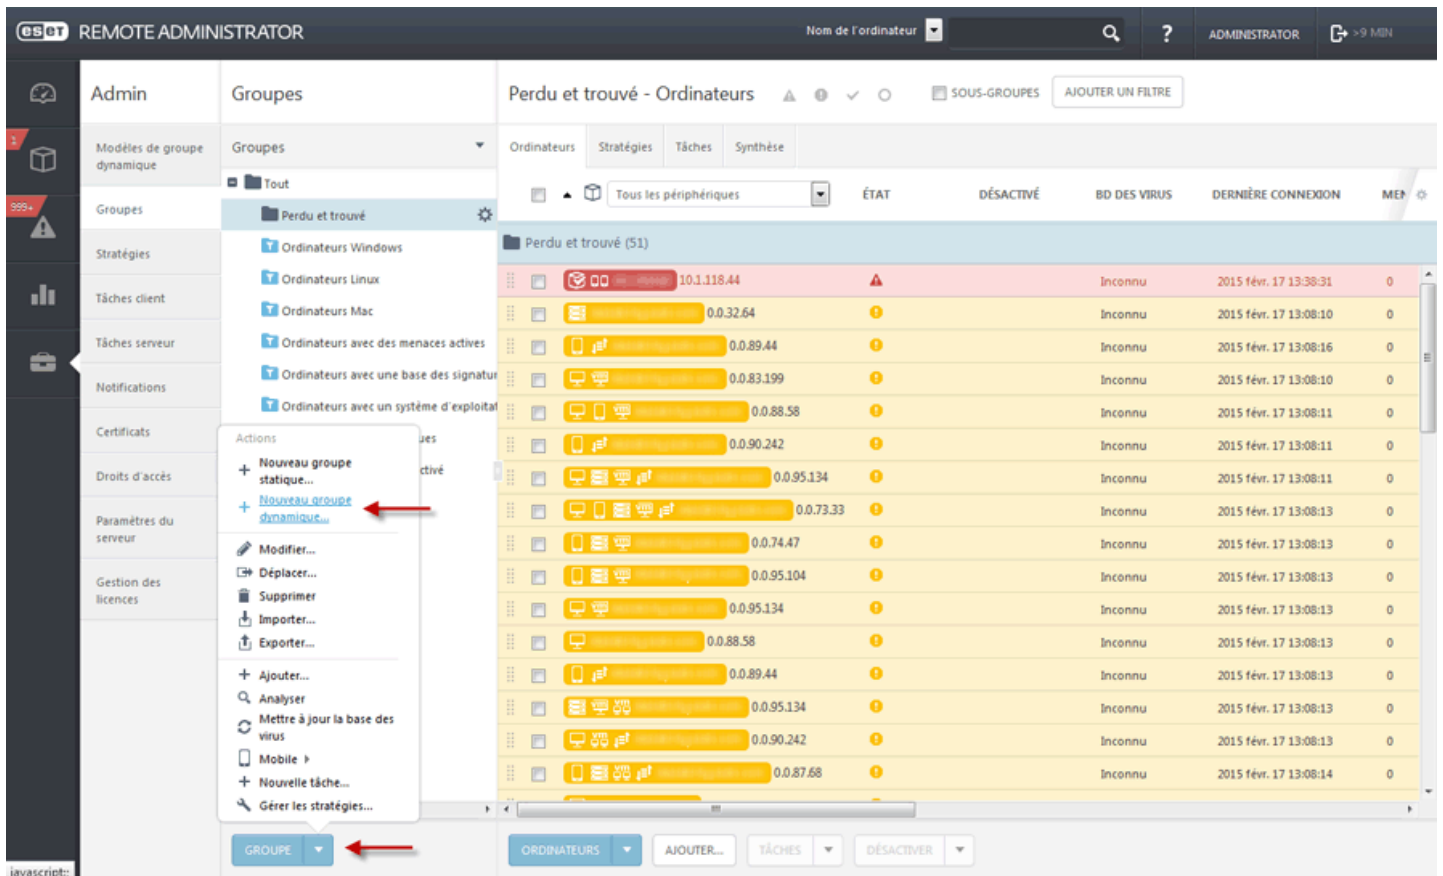 eset REMOTE ADMINISTRATOR
Nom de l'ordinateur
?
ADMINISTRATOR
>9 MIN
Admin
Groupes
Perdu et trouvé - Ordinateurs
SOUS-GROUPES
AJOUTER UN FILTRE
1
999+
Modèles de groupe
dynamique
Groupes
Stratégies
Tâches client
Tâches serveur
Notifications
Certificats
Droits d'accès
Paramètres du
serveur
Gestion des
licences
Groupes
Tout
Perdu et trouvé
Ordinateurs Windows
Ordinateurs Linux
Ordinateurs Mac
Ordinateurs avec des menaces actives
Ordinateurs avec une base des signatur
Ordinateurs avec un système d'exploitat
ues
ctivé
Actions
Nouveau groupe
statique...
Nouveau groupe
dynamique...
Modifier...
Déplacer...
Supprimer
Importer...
Exporter...
Ajouter...
Analyser
Mettre à jour la base des
virus
Mobile
Nouvelle tâche...
Gérer les stratégies...
GROUPE
Ordinateurs Stratégies Tâches Synthèse
Tous les périphériques
ÉTAT DÉSACTIVÉ BD DES VIRUS DERNIÈRE CONNEXION MEN
Perdu et trouvé (51)
10.1.118.44 Inconnu 2015 févr. 17 13:38:31 0
0.0.32.64 Inconnu 2015 févr. 17 13:08:10 0
0.0.89.44 Inconnu 2015 févr. 17 13:08:16 0
0.0.83.199 Inconnu 2015 févr. 17 13:08:10 0
0.0.88.58 Inconnu 2015 févr. 17 13:08:11 0
0.0.90.242 Inconnu 2015 févr. 17 13:08:11 0
0.0.95.134 Inconnu 2015 févr. 17 13:08:11 0
0.0.73.33 Inconnu 2015 févr. 17 13:08:13 0
0.0.74.47 Inconnu 2015 févr. 17 13:08:13 0
0.0.95.104 Inconnu 2015 févr. 17 13:08:13 0
0.0.95.134 Inconnu 2015 févr. 17 13:08:13 0
0.0.88.58 Inconnu 2015 févr. 17 13:08:13 0
0.0.89.44 Inconnu 2015 févr. 17 13:08:13 0
0.0.95.134 Inconnu 2015 févr. 17 13:08:13 0
0.0.90.242 Inconnu 2015 févr. 17 13:08:13 0
0.0.87.68 Inconnu 2015 févr. 17 13:08:14 0
ORDINATEURS
AJOUTER...
TÂCHES
DÉSACTIVER
javascript:;